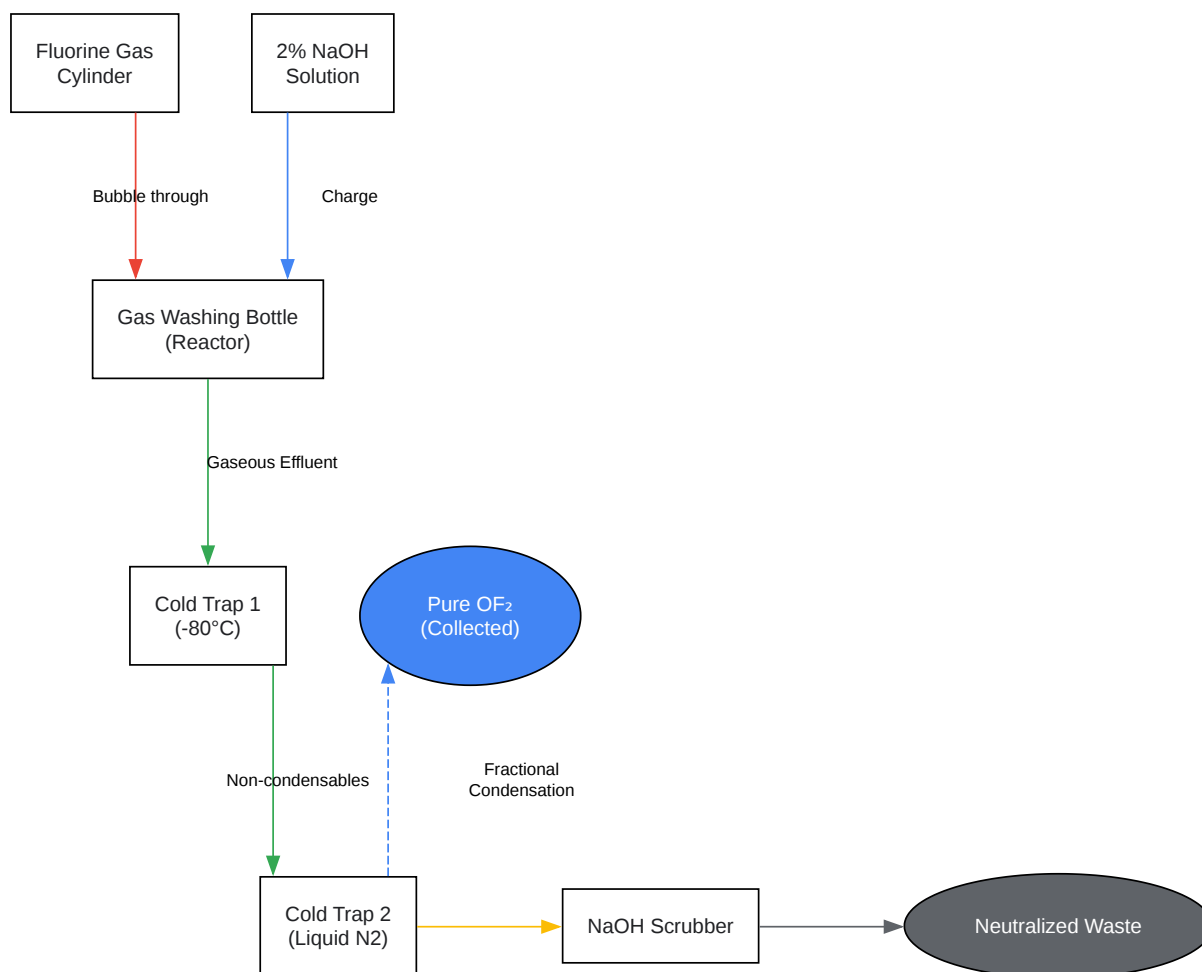 Fluorine Gas
Cylinder
2% NaOH
Solution
Bubble through
Charge
Gas Washing Bottle
(Reactor)
Gaseous Effluent
Cold Trap 1
(-80°C)
Pure OF₂
(Collected)
Non-condensables
Fractional
Condensation
Cold Trap 2
(Liquid N2)
NaOH Scrubber
Neutralized Waste